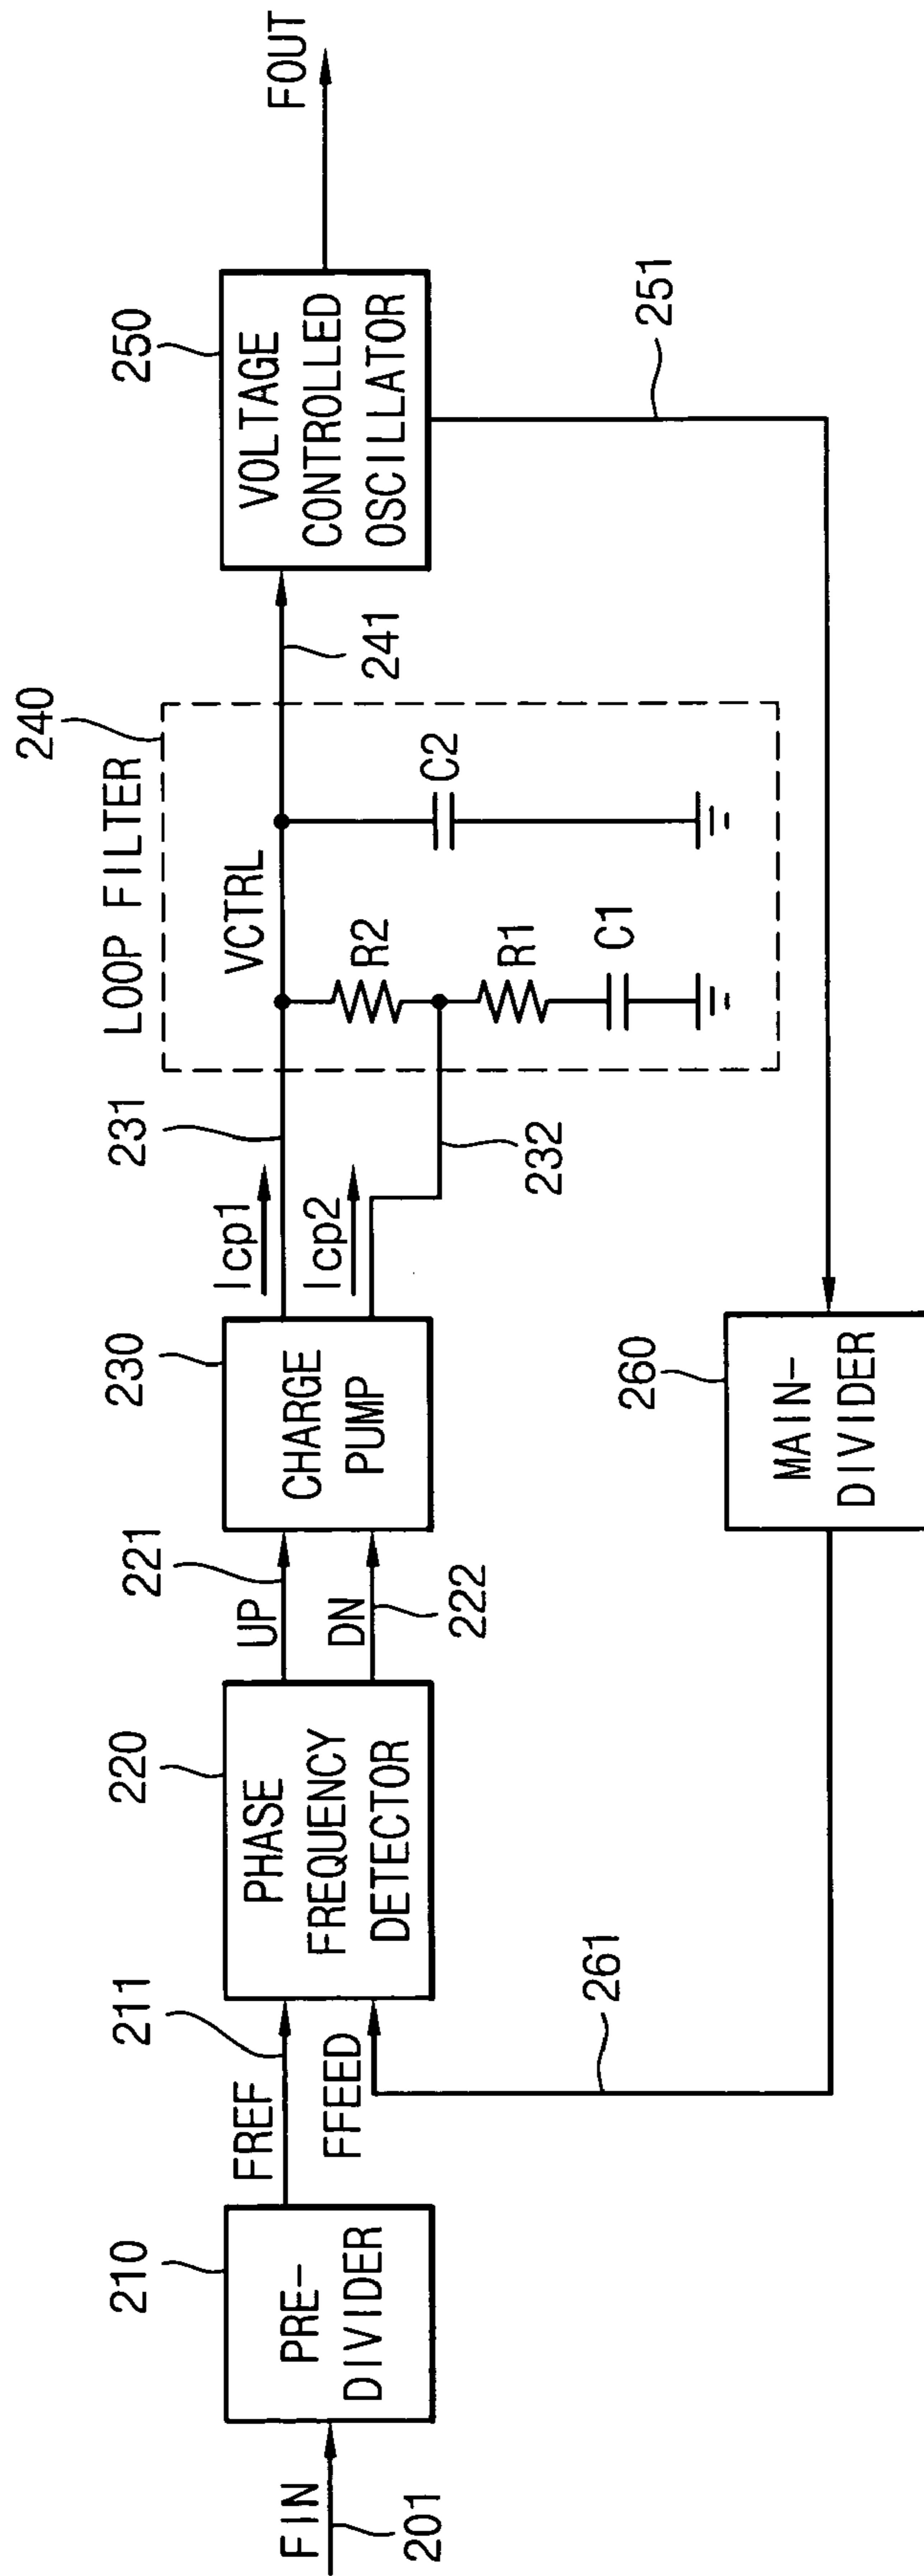 FIN
201
210
PRE-
DIVIDER
FREF
211
FFEED
261
220
PHASE
FREQUENCY
DETECTOR
UP
221
DN
222
230
CHARGE
PUMP
Icp1
231
Icp2
232
LOOP FILTER
240
VCTRL
R2
R1
C1
C2
241
250
VOLTAGE
CONTROLLED
OSCILLATOR
FOUT
251
260
MAIN-
DIVIDER